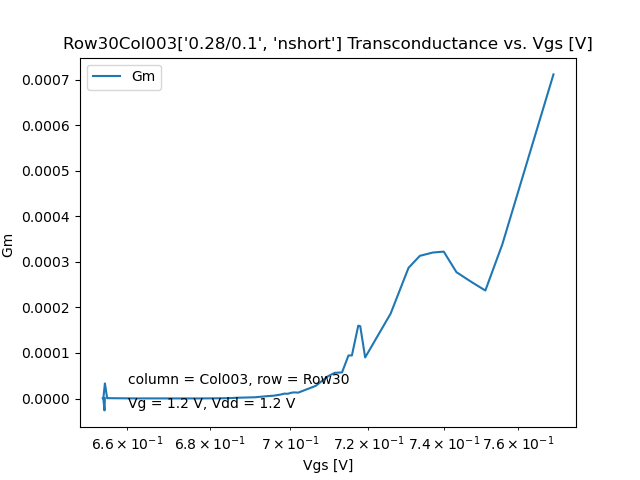 Row30Col003['0.28/0.1', 'nshort'] Transconductance vs. Vgs [V]
Gm
0.0007
0.0006
0.0005
0.0004
0.0003
0.0002
0.0001
0.0000
Gm
column = Col003, row = Row30
Vg = 1.2 V, Vdd = 1.2 V
6.6 × 10⁻¹ 6.8 × 10⁻¹ 7 × 10⁻¹ 7.2 × 10⁻¹ 7.4 × 10⁻¹ 7.6 × 10⁻¹
Vgs [V]